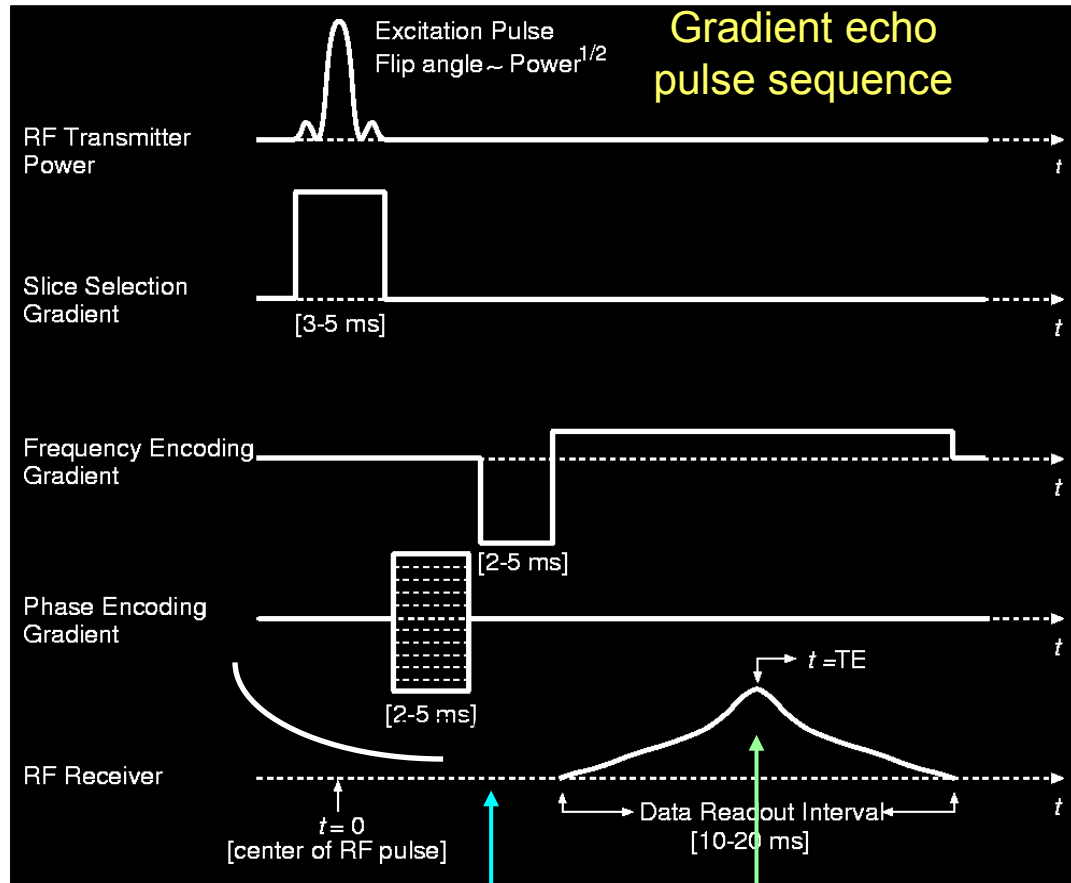 Gradient echo
pulse sequence
Excitation Pulse
Flip angle ~ Power1/2
RF Transmitter
Power
t
Slice Selection
Gradient
[3-5 ms]
t
Frequency Encoding
Gradient
[2-5 ms]
t
Phase Encoding
Gradient
[2-5 ms]
t
t =TE
RF Receiver
t = 0
[center of RF pulse]
Data Readout Interval
[10-20 ms]
t